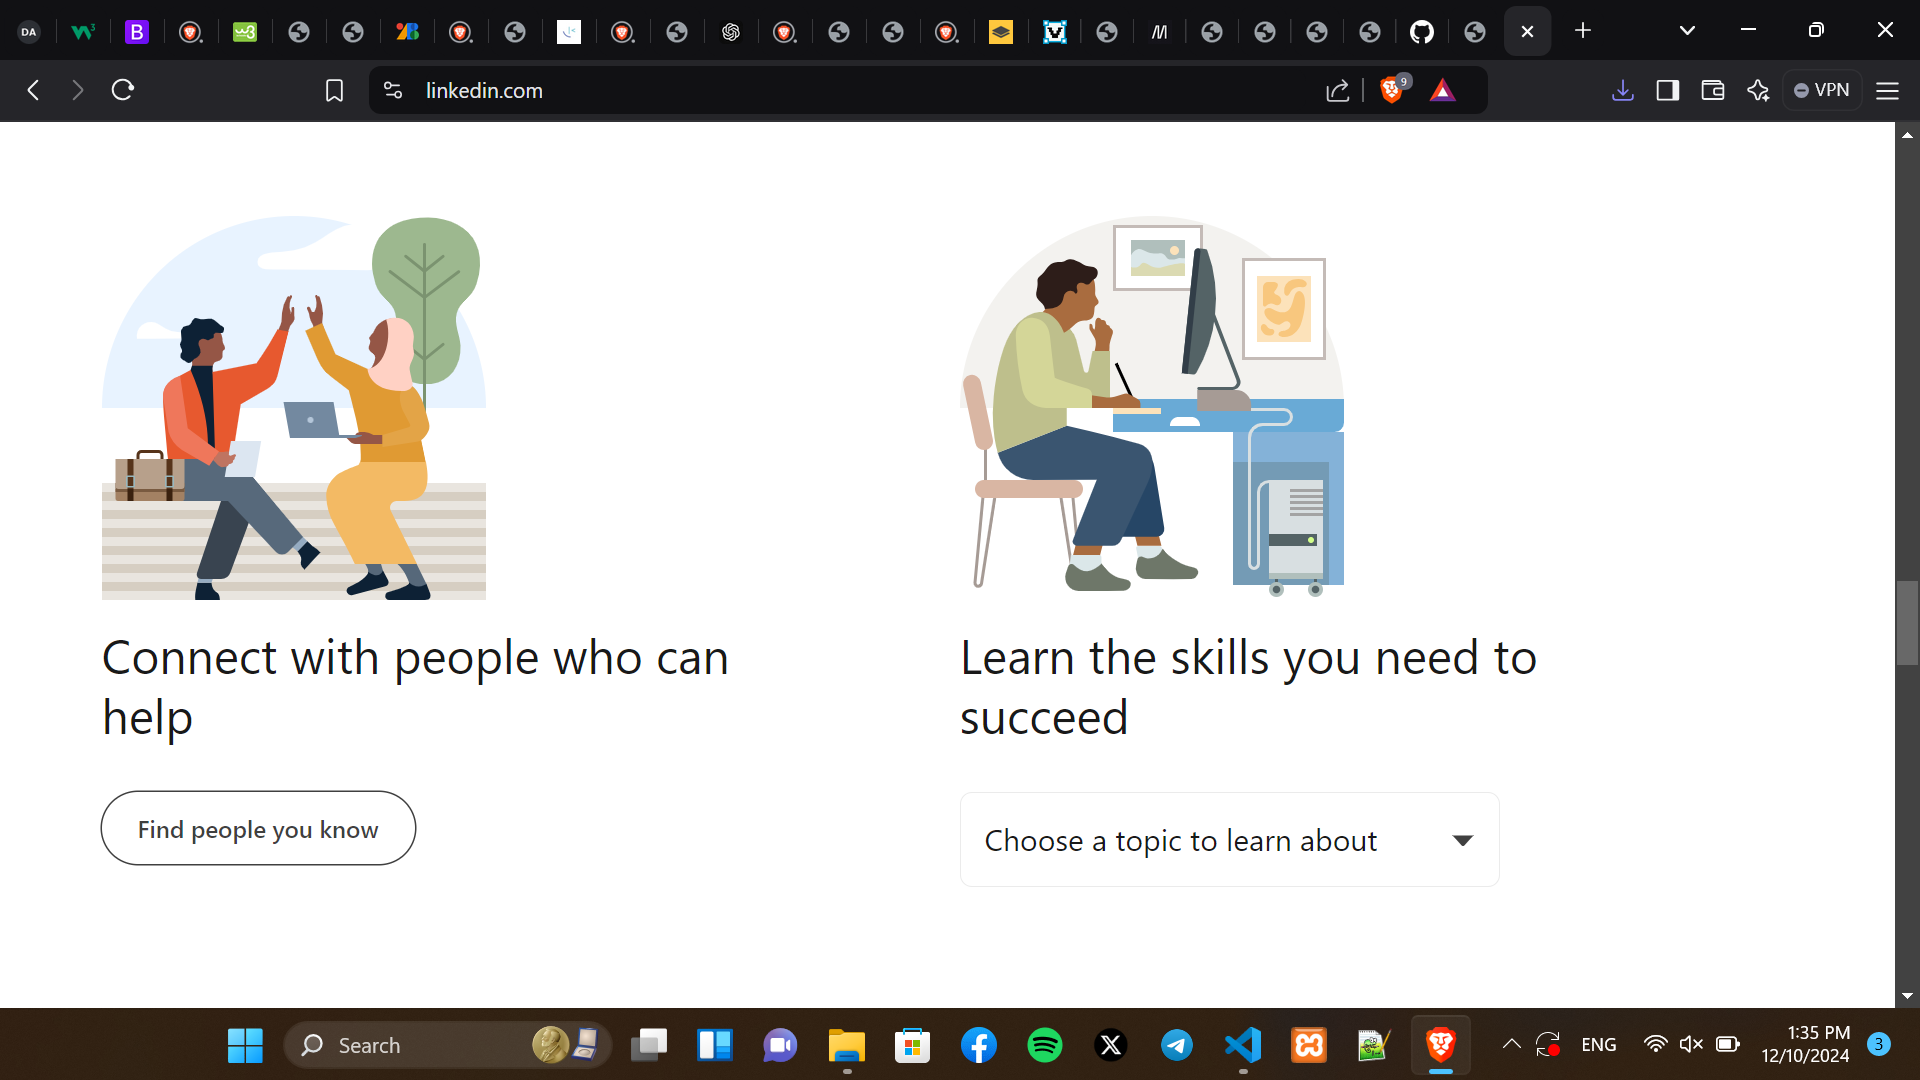 DA
linkedin.com
9
VPN
Connect with people who can
help
Find people you know
Learn the skills you need to
succeed
Choose a topic to learn about
Search
ENG
1:35 PM
12/10/2024
3